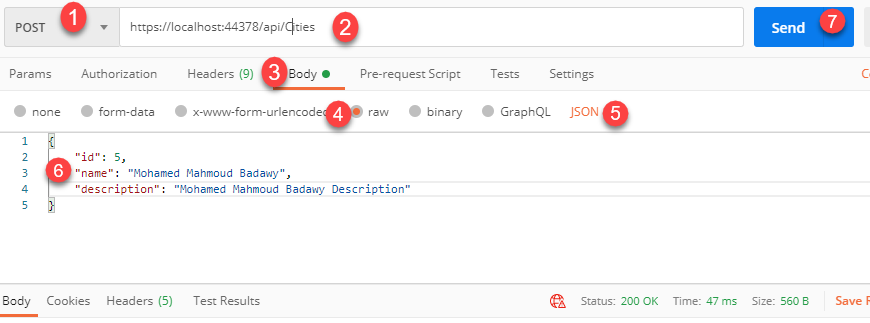 POST 1 https://localhost:44378/api/Cities 2 Send 7
Params Authorization Headers (9) 3 Body Pre-request Script Tests Settings
none form-data x-www-form-urlencoded 4 raw binary GraphQL JSON 5
1 {
2 "id": 5,
3 6 "name": "Mohamed Mahmoud Badawy",
4 "description": "Mohamed Mahmoud Badawy Description"
5 }
Body Cookies Headers (5) Test Results Status: 200 OK Time: 47 ms Size: 560 B Save